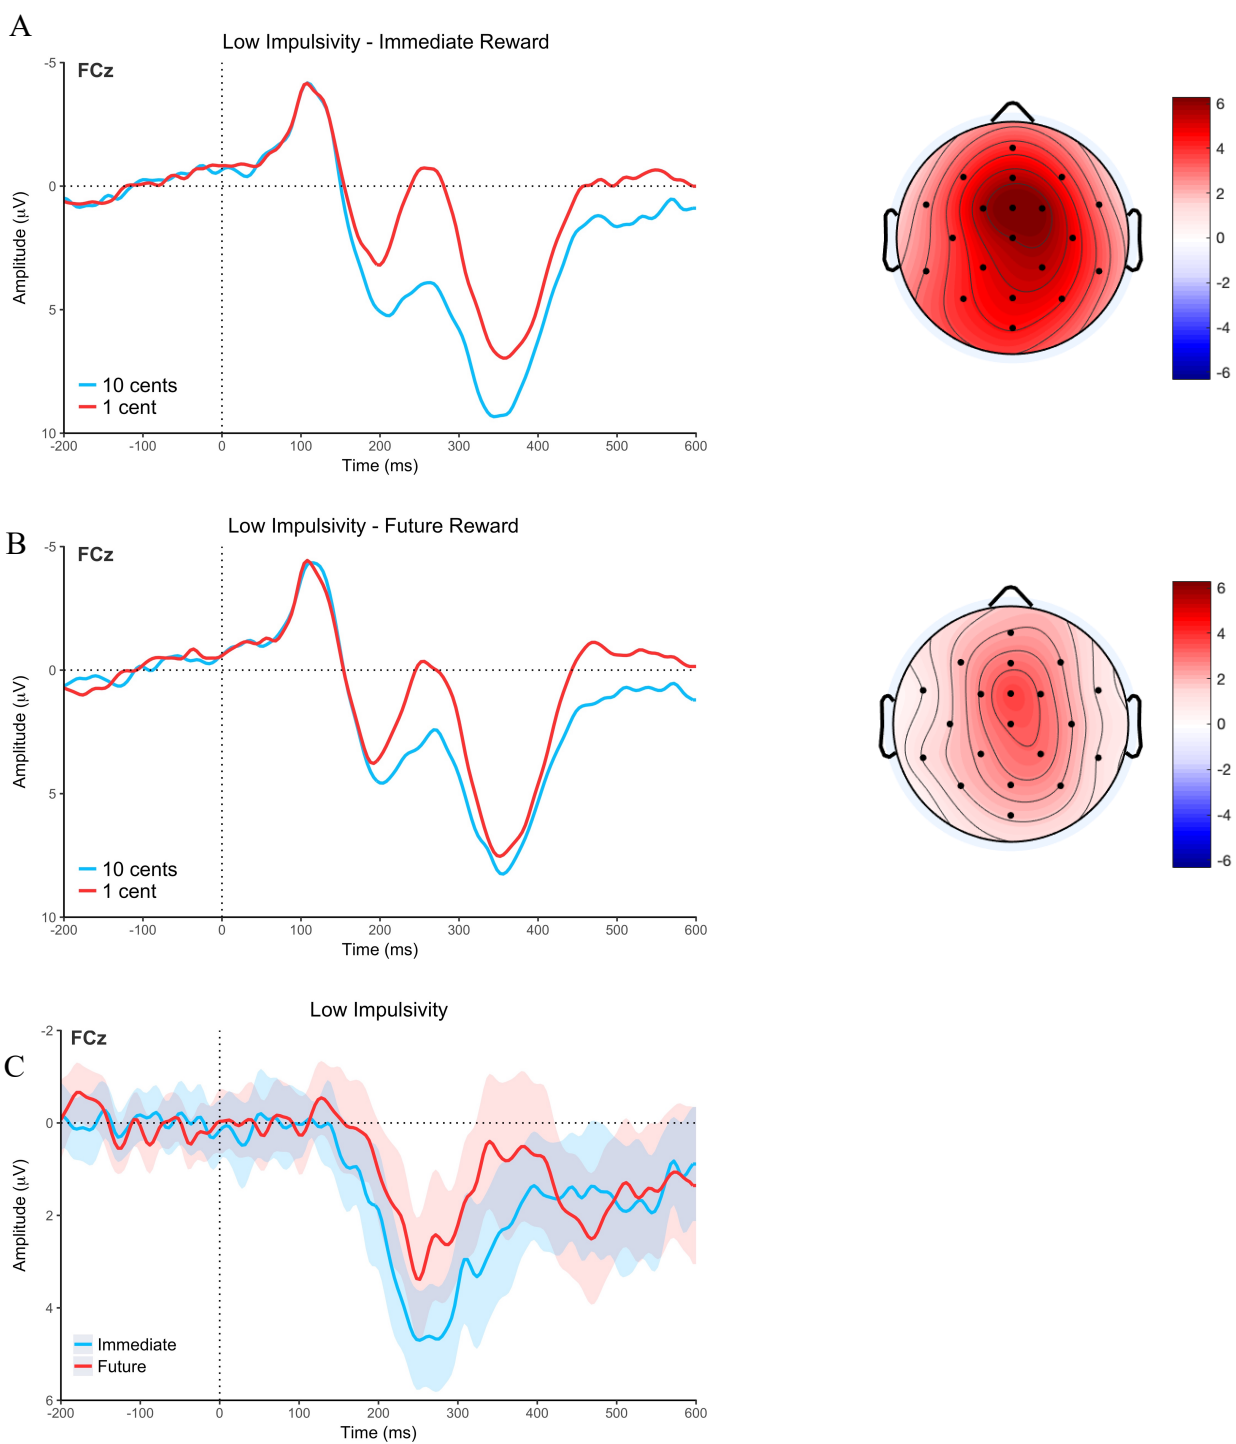 A
Low Impulsivity - Immediate Reward
FCz
-5
0
5
10
Amplitude (μV)
10 cents
1 cent
-200 -100 0 100 200 300 400 500 600
Time (ms)
6
4
2
0
-2
-4
-6
B
Low Impulsivity - Future Reward
FCz
-5
0
5
10
Amplitude (μV)
10 cents
1 cent
-200 -100 0 100 200 300 400 500 600
Time (ms)
6
4
2
0
-2
-4
-6
C
Low Impulsivity
FCz
-2
0
2
4
6
Amplitude (μV)
Immediate
Future
-200 -100 0 100 200 300 400 500 600
Time (ms)